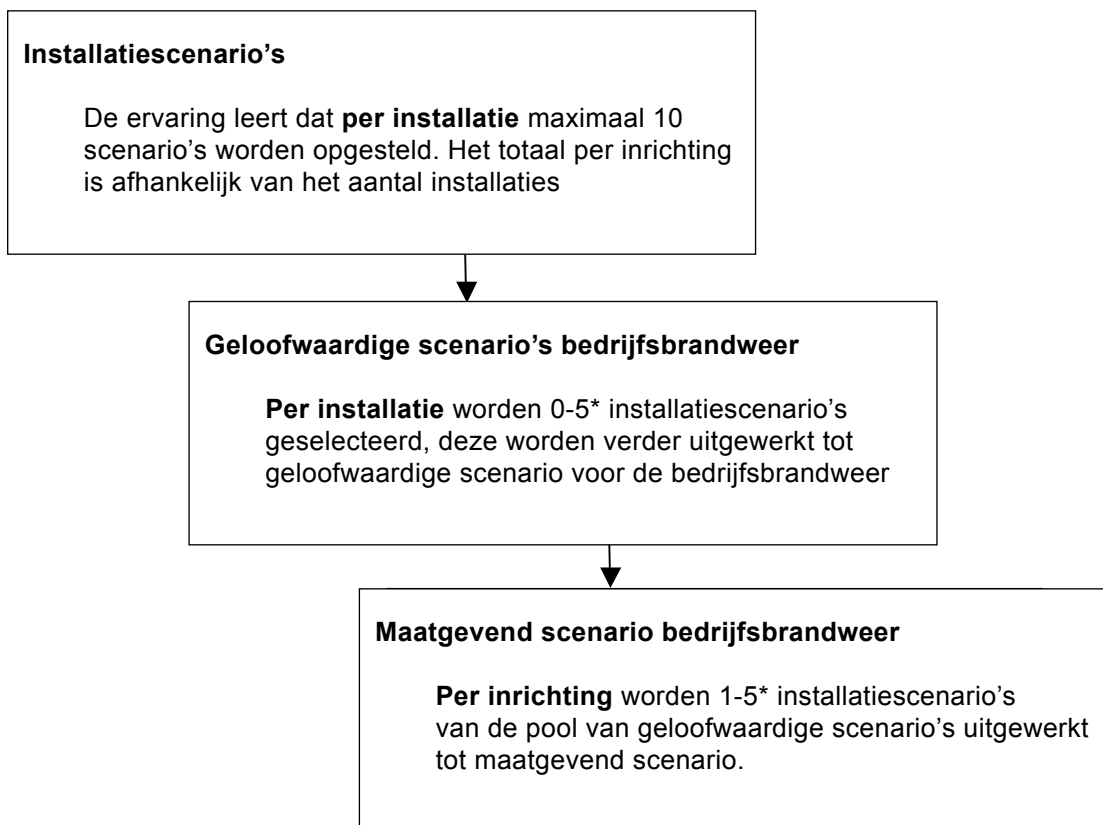 Installatiescenario’s
De ervaring leert dat per installatie maximaal 10
scenario’s worden opgesteld. Het totaal per inrichting
is afhankelijk van het aantal installaties
Geloofwaardige scenario’s bedrijfsbrandweer
Per installatie worden 0-5* installatiescenario’s
geselecteerd, deze worden verder uitgewerkt tot
geloofwaardige scenario voor de bedrijfsbrandweer
Maatgevend scenario bedrijfsbrandweer
Per inrichting worden 1-5* installatiescenario’s
van de pool van geloofwaardige scenario’s uitgewerkt
tot maatgevend scenario.